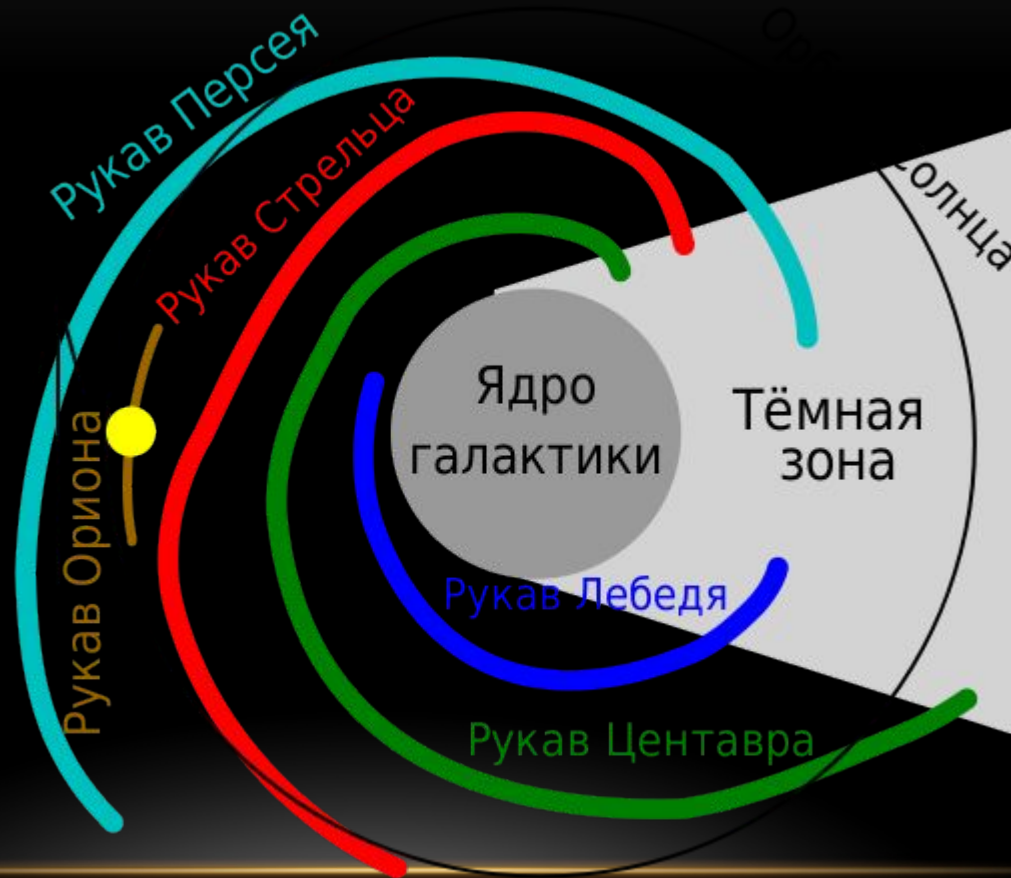 Рукав Персея
Рукав Стрельца
Рукав Ориона
Ядро
галактики
Тёмная
зона
Рукав Лебедя
Рукав Центавра